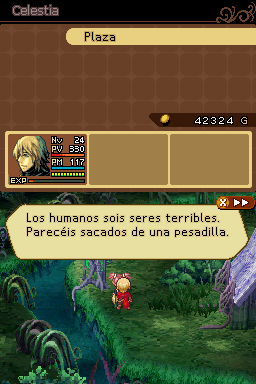 Celestia
Plaza
42324 G
Nv 24
PV 330
PM 117
EXP
X
Los humanos sois seres terribles.
Parecéis sacados de una pesadilla.